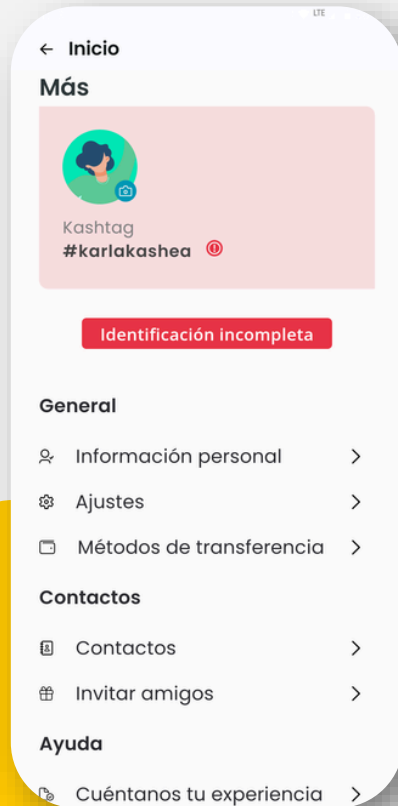 LTE
← Inicio
Más
Kashtag
#karlakashea
Identificación incompleta
General
Información personal
Ajustes
Métodos de transferencia
Contactos
Contactos
Invitar amigos
Ayuda
Cuéntanos tu experiencia